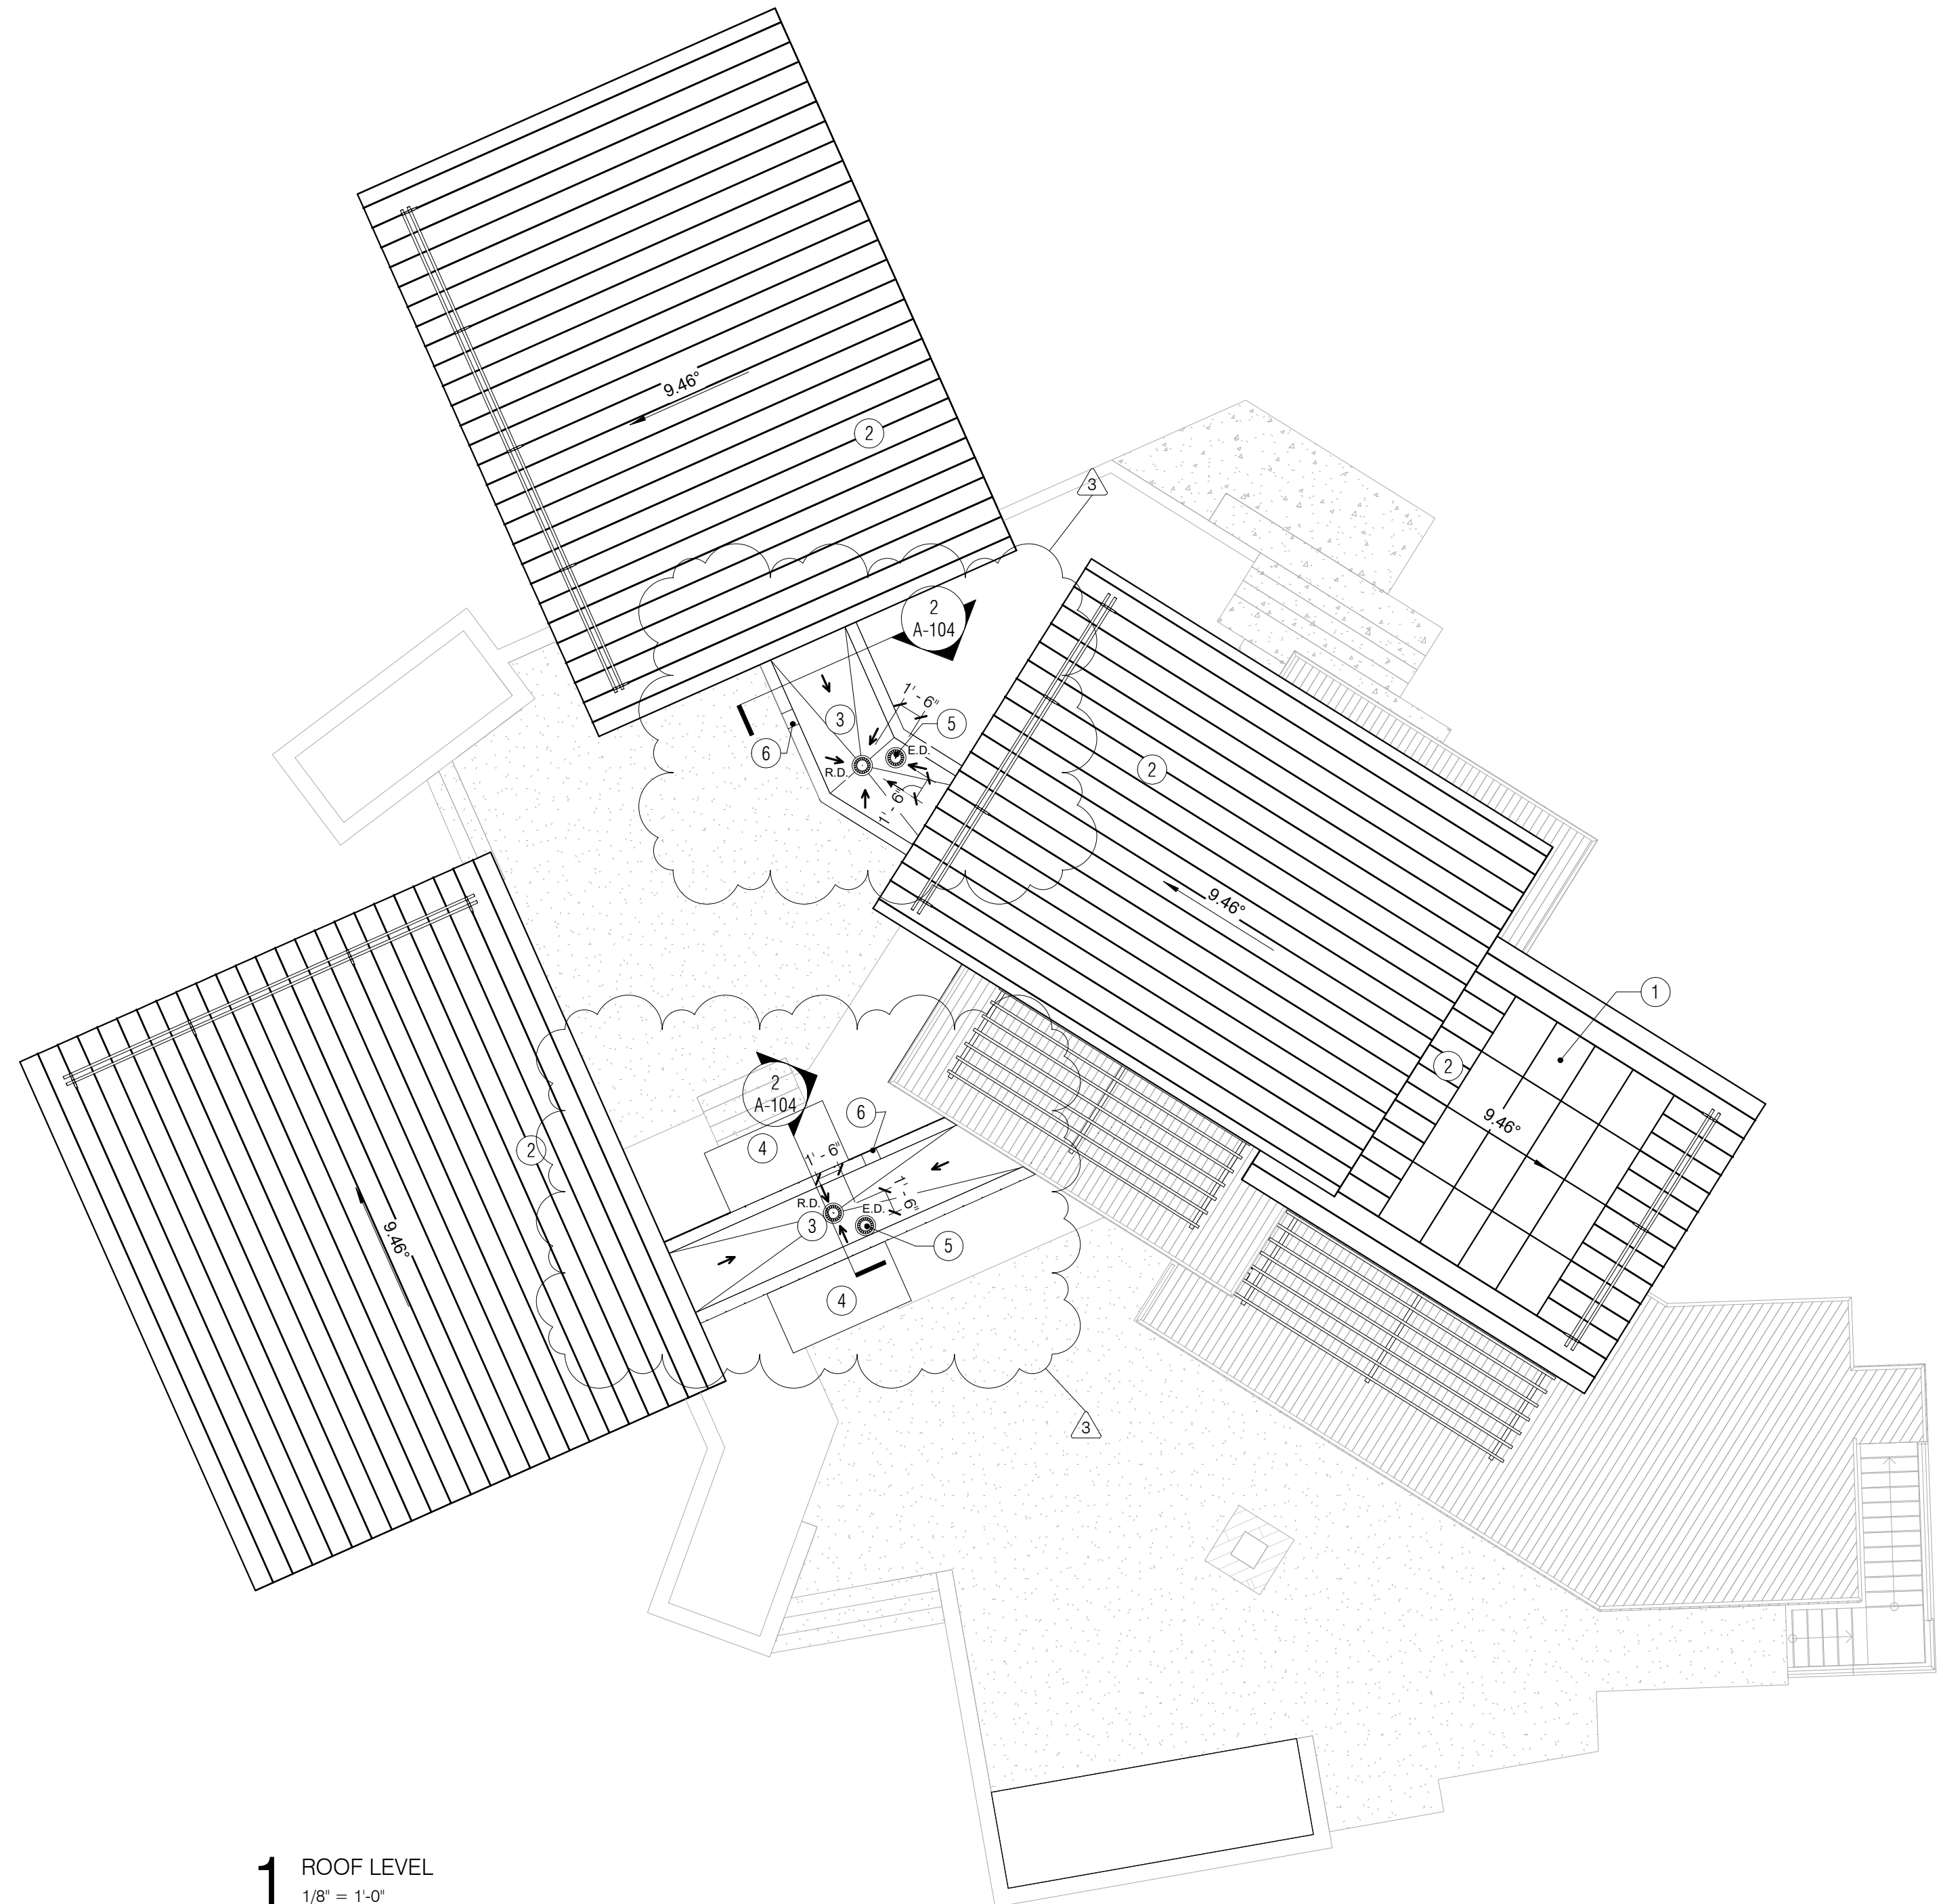 9.46°
2
3
2
A-104
1' - 6"
3
5
6
E.D.
R.D.
1' - 6"
2
9.46°
1
2
9.46°
2
A-104
6
4
1' - 6"
2
1' - 6"
R.D.
E.D.
3
5
9.46°
4
3
1 ROOF LEVEL
1/8" = 1'-0"